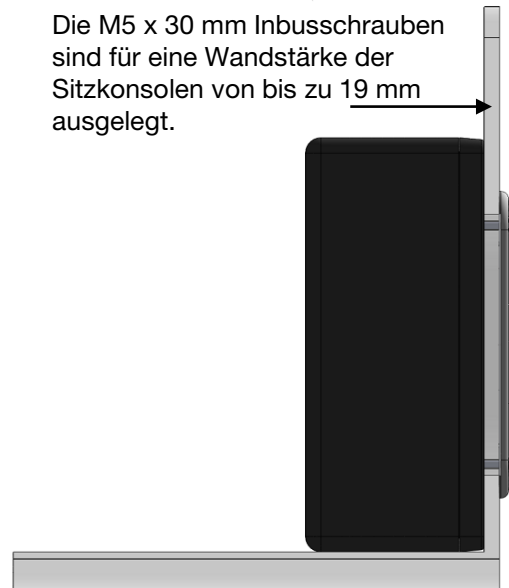 Die M5 x 30 mm Inbusschrauben
sind für eine Wandstärke der
Sitzkonsolen von bis zu 19 mm
ausgelegt.